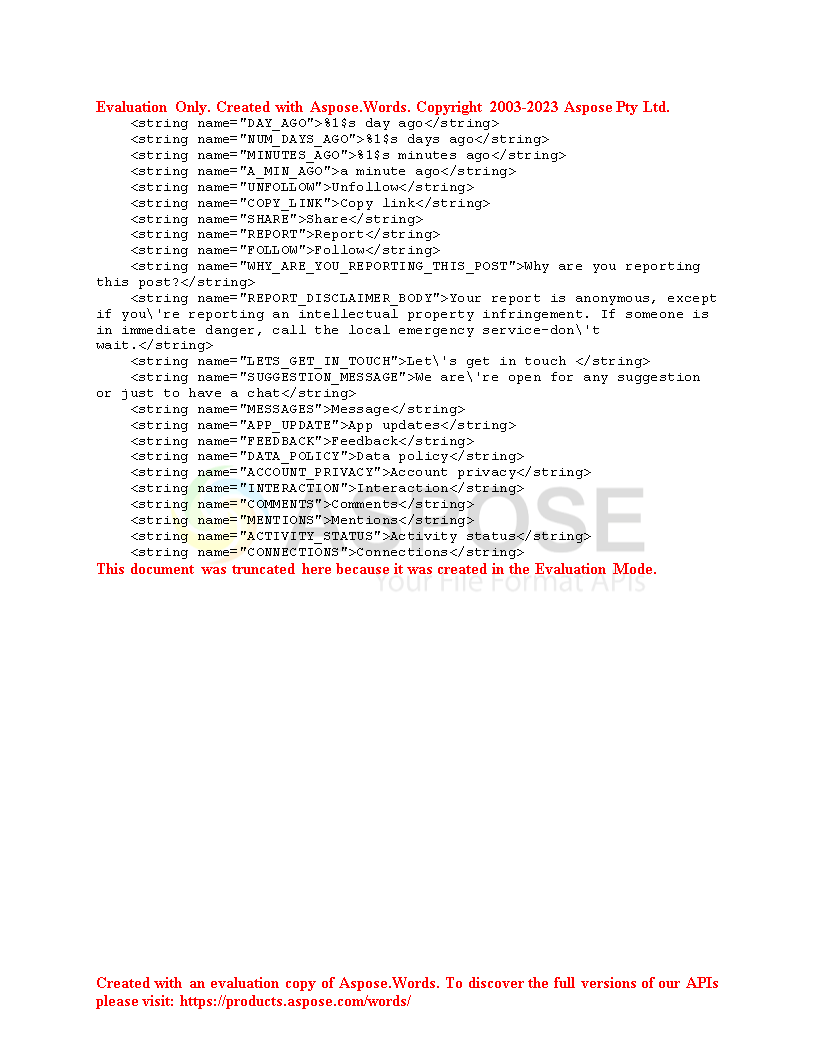 Evaluation Only. Created with Aspose.Words. Copyright 2003-2023 Aspose Pty Ltd.
<string name="DAY_AGO">%1$s day ago</string>
<string name="NUM_DAYS_AGO">%1$s days ago</string>
<string name="MINUTES_AGO">%1$s minutes ago</string>
<string name="A_MIN_AGO">a minute ago</string>
<string name="UNFOLLOW">Unfollow</string>
<string name="COPY_LINK">Copy link</string>
<string name="SHARE">Share</string>
<string name="REPORT">Report</string>
<string name="FOLLOW">Follow</string>
<string name="WHY_ARE_YOU_REPORTING_THIS_POST">Why are you reporting
this post?</string>
<string name="REPORT_DISCLAIMER_BODY">Your report is anonymous, except
if you\'re reporting an intellectual property infringement. If someone is
in immediate danger, call the local emergency service-don\'t
wait.</string>
<string name="LETS_GET_IN_TOUCH">Let\'s get in touch </string>
<string name="SUGGESTION_MESSAGE">We are\'re open for any suggestion
or just to have a chat</string>
<string name="MESSAGES">Message</string>
<string name="APP_UPDATE">App updates</string>
<string name="FEEDBACK">Feedback</string>
<string name="DATA_POLICY">Data policy</string>
<string name="ACCOUNT_PRIVACY">Account privacy</string>
<string name="INTERACTION">Interaction</string>
<string name="COMMENTS">Comments</string>
<string name="MENTIONS">Mentions</string>
<string name="ACTIVITY_STATUS">Activity status</string>
<string name="CONNECTIONS">Connections</string>
ASPOSE
This document was truncated here because it was created in the Evaluation Mode.
Your File Format APIs
Created with an evaluation copy of Aspose.Words. To discover the full versions of our APIs
please visit: https://products.aspose.com/words/